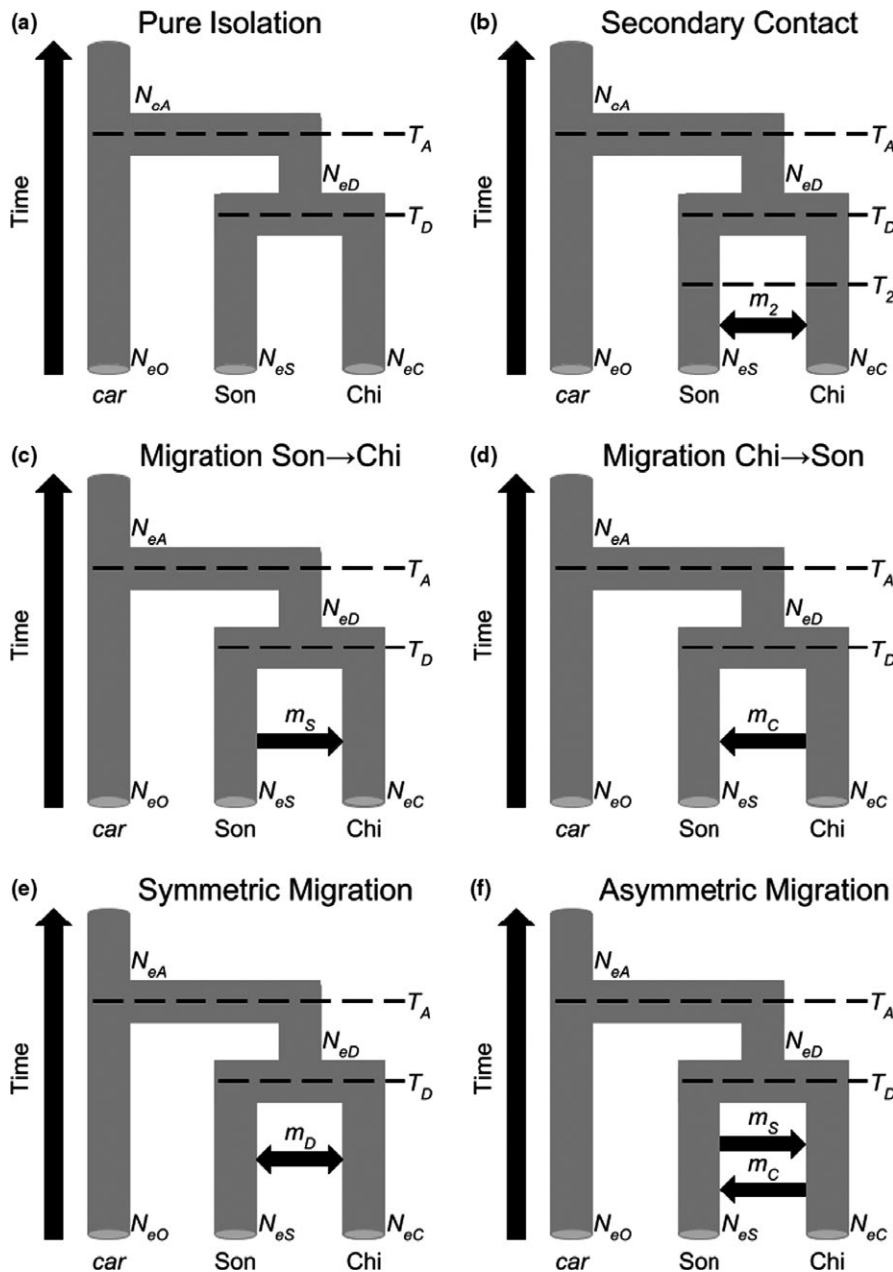 (a) Pure Isolation
N_cA
T_A
N_eD
T_D
Time
N_eO N_eS N_eC
car Son Chi
(b) Secondary Contact
N_cA
T_A
N_eD
T_D
Time
T_2
m_2
N_eO N_eS N_eC
car Son Chi
(c) Migration Son→Chi
N_eA
T_A
N_eD
T_D
Time
m_S
N_eO N_eS N_eC
car Son Chi
(d) Migration Chi→Son
N_eA
T_A
N_eD
T_D
Time
m_C
N_eO N_eS N_eC
car Son Chi
(e) Symmetric Migration
N_eA
T_A
N_eD
T_D
Time
m_D
N_eO N_eS N_eC
car Son Chi
(f) Asymmetric Migration
N_eA
T_A
N_eD
T_D
Time
m_S
m_C
N_eO N_eS N_eC
car Son Chi